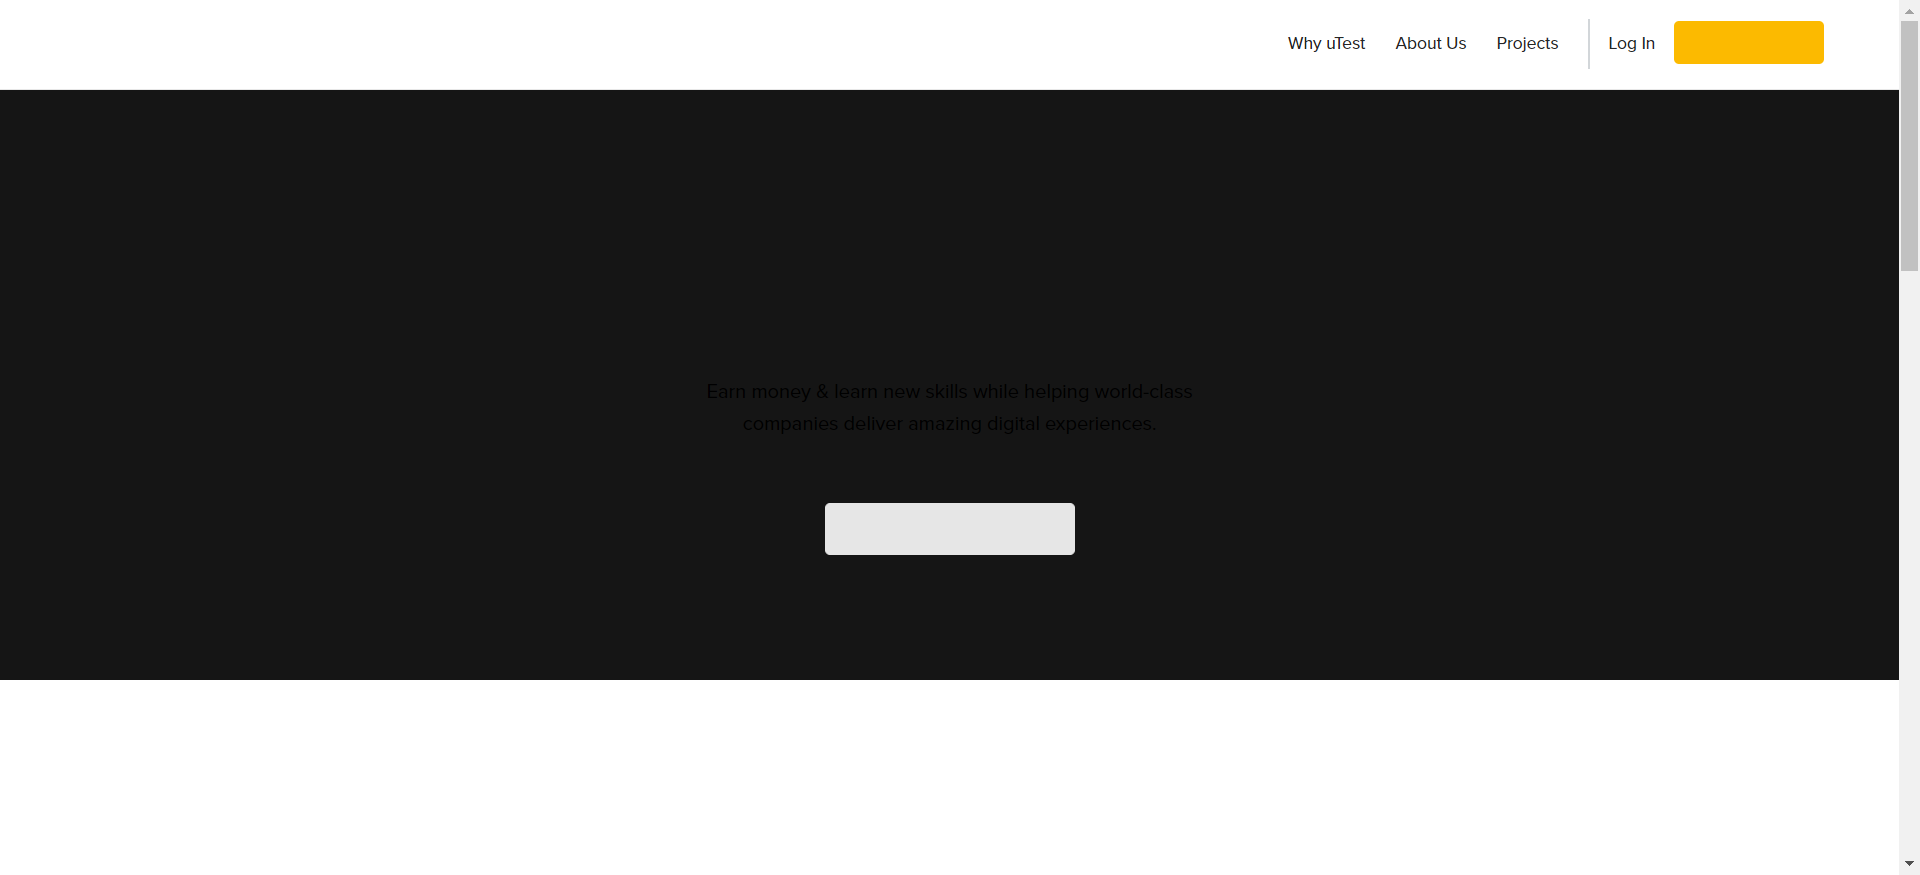 Why uTest
About Us
Projects
Log In
Earn money & learn new skills while helping world-class
companies deliver amazing digital experiences.